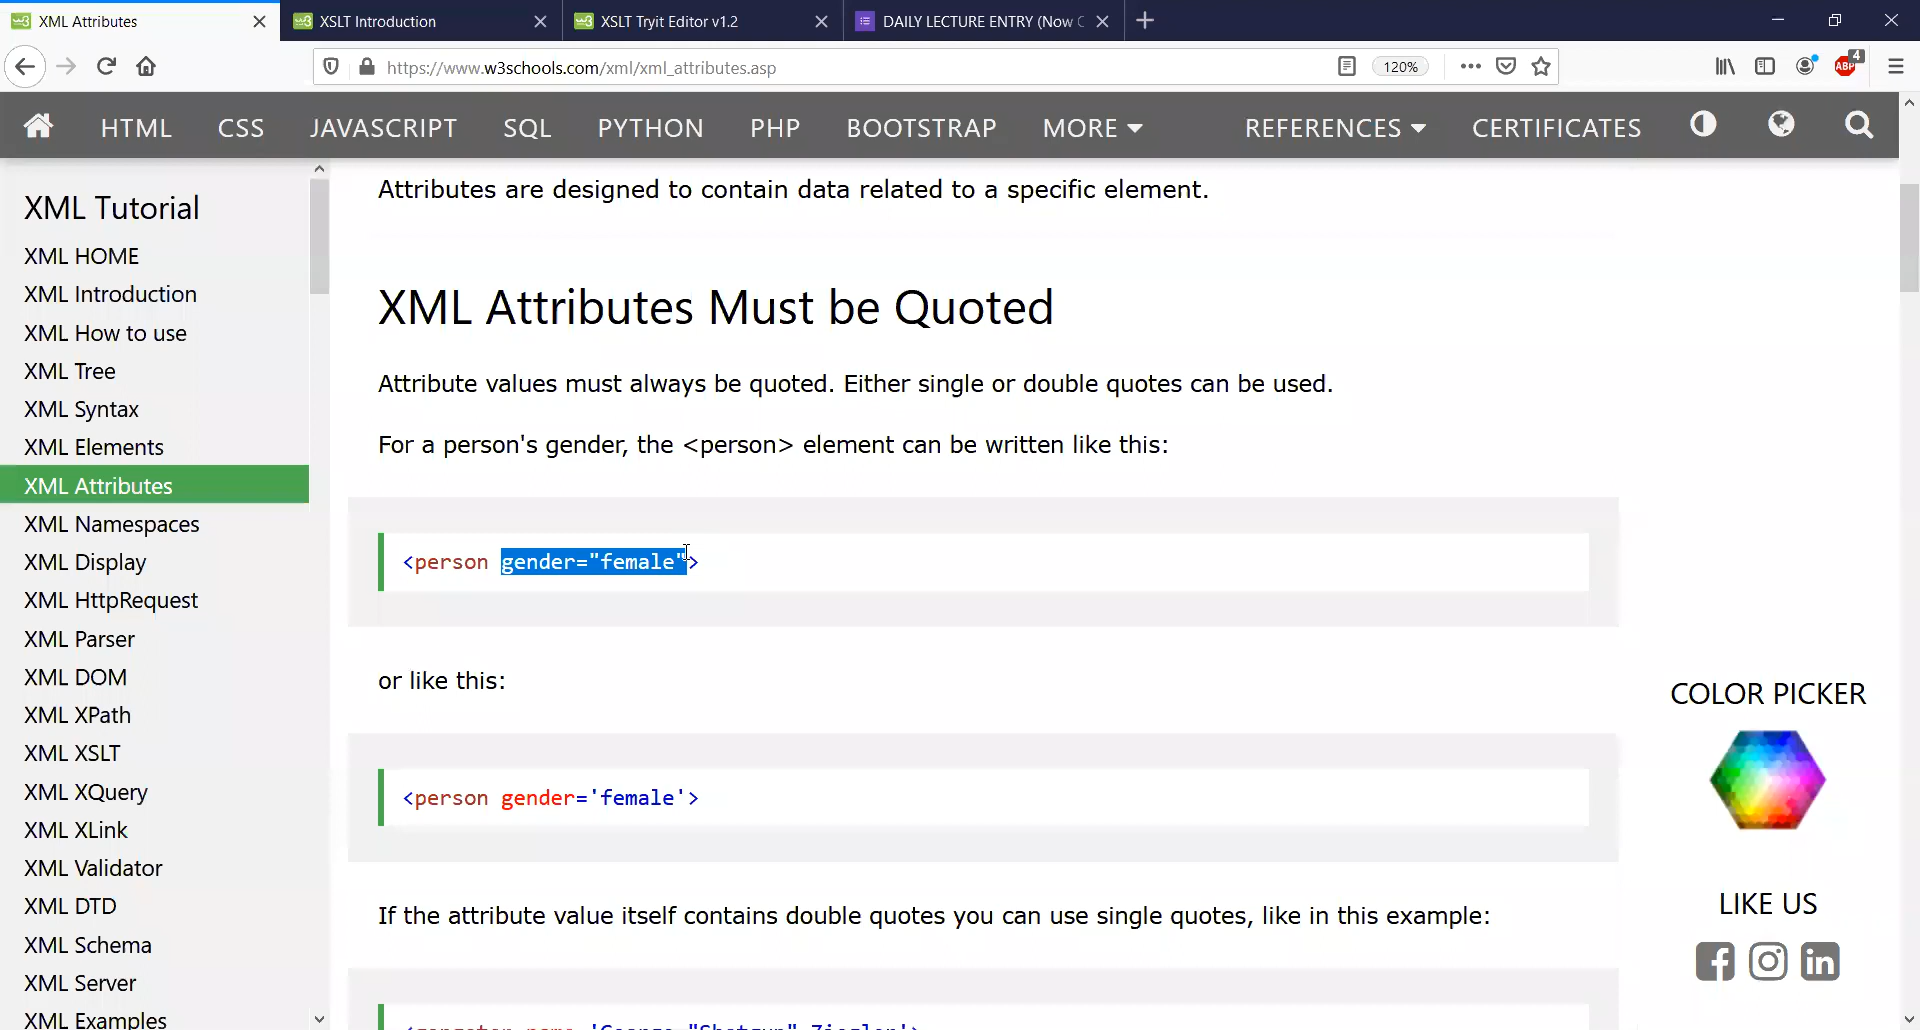 XML Attributes
XSLT Introduction
XSLT Tryit Editor v1.2
DAILY LECTURE ENTRY (Now
https://www.w3schools.com/xml/xml_attributes.asp
120%
ABP
4
HTML
CSS
JAVASCRIPT
SQL
PYTHON
PHP
BOOTSTRAP
MORE
REFERENCES
CERTIFICATES
XML Tutorial
XML HOME
XML Introduction
XML How to use
XML Tree
XML Syntax
XML Elements
XML Attributes
XML Namespaces
XML Display
XML HttpRequest
XML Parser
XML DOM
XML XPath
XML XSLT
XML XQuery
XML XLink
XML Validator
XML DTD
XML Schema
XML Server
XML Examples
Attributes are designed to contain data related to a specific element.
XML Attributes Must be Quoted
Attribute values must always be quoted. Either single or double quotes can be used.
For a person's gender, the <person> element can be written like this:
<person gender="female">
or like this:
<person gender='female'>
If the attribute value itself contains double quotes you can use single quotes, like in this example:
<gangster name='George "Shotgun" Ziegler'>
COLOR PICKER
LIKE US